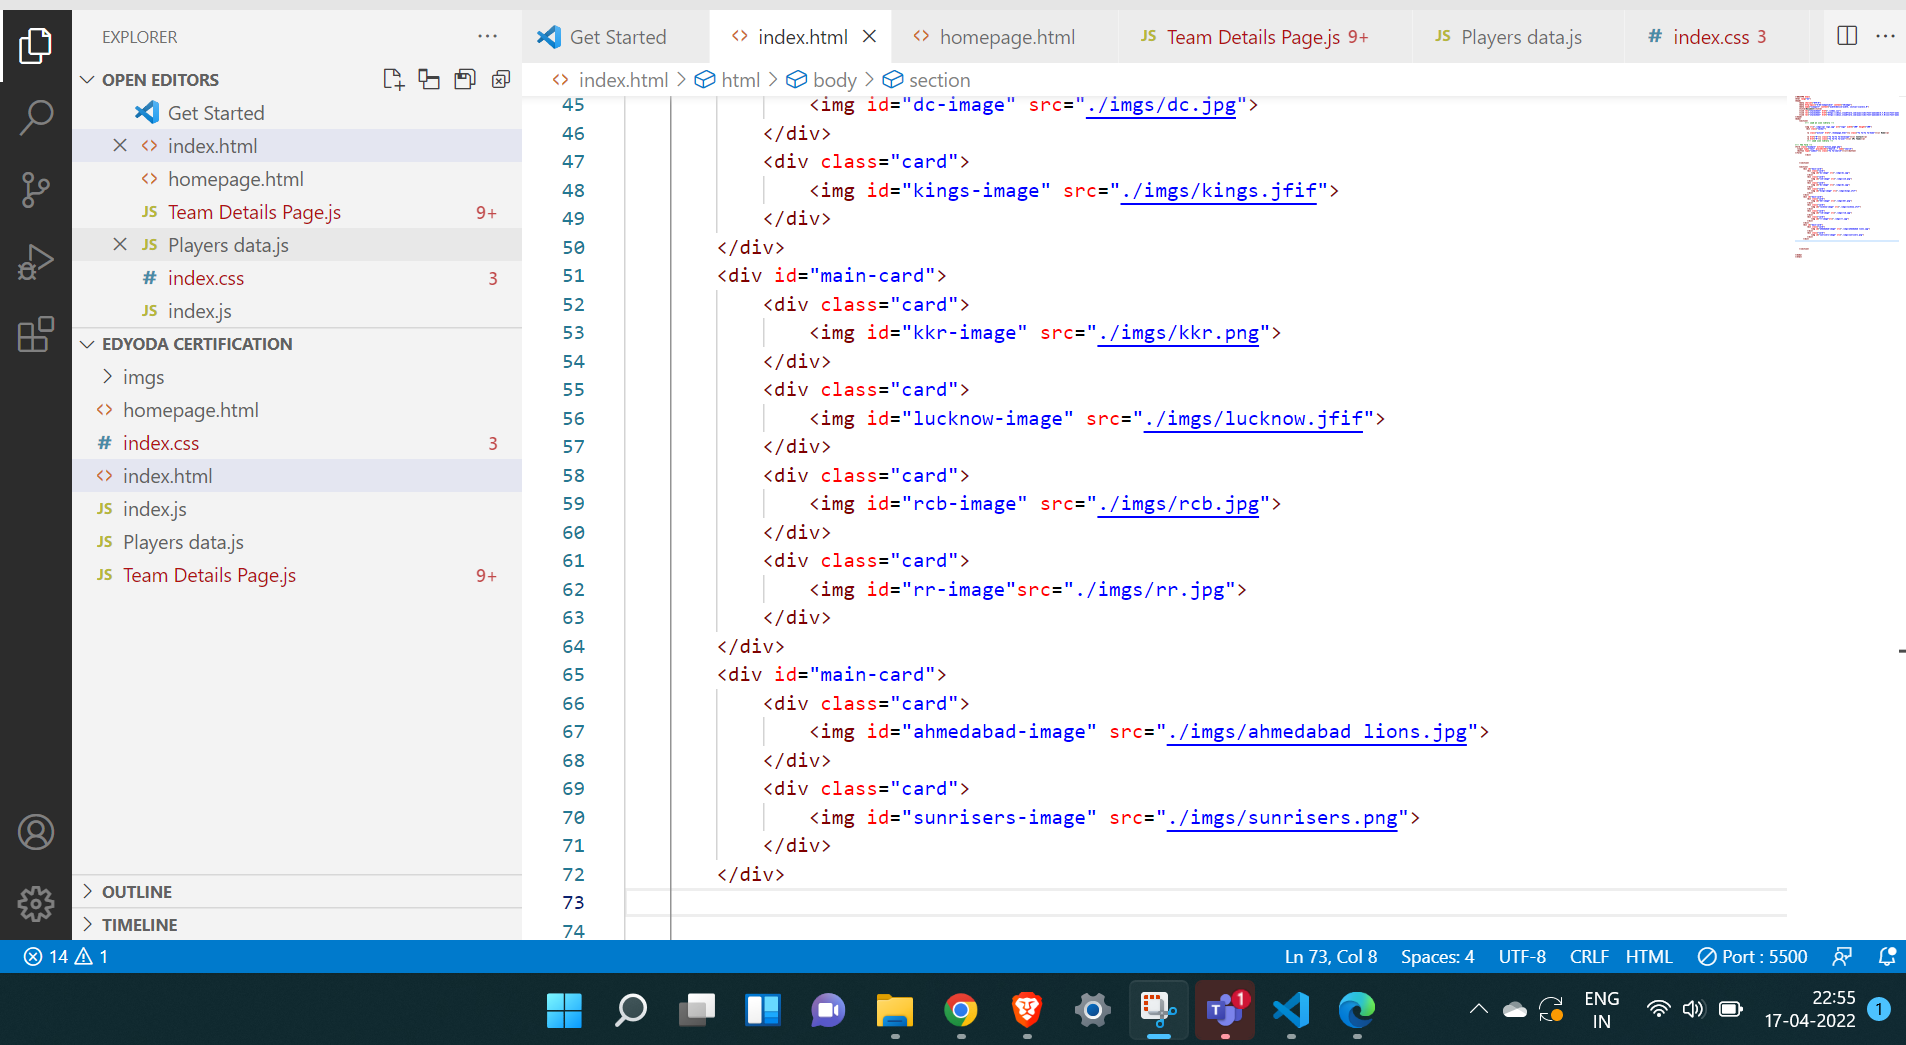 EXPLORER
OPEN EDITORS
Get Started
index.html
homepage.html
JS Team Details Page.js 9+
JS Players data.js
# index.css 3
JS index.js
EDYODA CERTIFICATION
imgs
homepage.html
# index.css 3
index.html
JS index.js
JS Players data.js
JS Team Details Page.js 9+
OUTLINE
TIMELINE
Get Started
<> index.html
<> homepage.html
JS Team Details Page.js 9+
JS Players data.js
# index.css 3
<> index.html > html > body > section
45 <img id="dc-image" src="./imgs/dc.jpg">
46 </div>
47 <div class="card">
48 <img id="kings-image" src="./imgs/kings.jfif">
49 </div>
50 </div>
51 <div id="main-card">
52 <div class="card">
53 <img id="kkr-image" src="./imgs/kkr.png">
54 </div>
55 <div class="card">
56 <img id="lucknow-image" src="./imgs/lucknow.jfif">
57 </div>
58 <div class="card">
59 <img id="rcb-image" src="./imgs/rcb.jpg">
60 </div>
61 <div class="card">
62 <img id="rr-image"src="./imgs/rr.jpg">
63 </div>
64 </div>
65 <div id="main-card">
66 <div class="card">
67 <img id="ahmedabad-image" src="./imgs/ahmedabad lions.jpg">
68 </div>
69 <div class="card">
70 <img id="sunrisers-image" src="./imgs/sunrisers.png">
71 </div>
72 </div>
73
74
14 1
Ln 73, Col 8 Spaces: 4 UTF-8 CRLF HTML Port : 5500
1
ENG
IN
22:55
17-04-2022
1